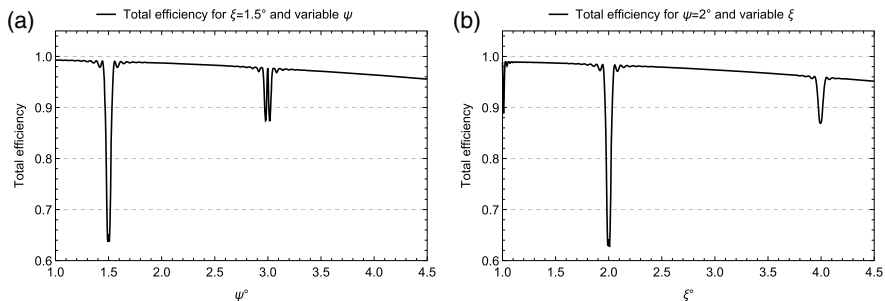 (a)
Total efficiency for ξ=1.5° and variable ψ
Total efficiency
1.0
0.9
0.8
0.7
0.6
1.0 1.5 2.0 2.5 3.0 3.5 4.0 4.5
ψ°
(b)
Total efficiency for ψ=2° and variable ξ
Total efficiency
1.0
0.9
0.8
0.7
0.6
1.0 1.5 2.0 2.5 3.0 3.5 4.0 4.5
ξ°